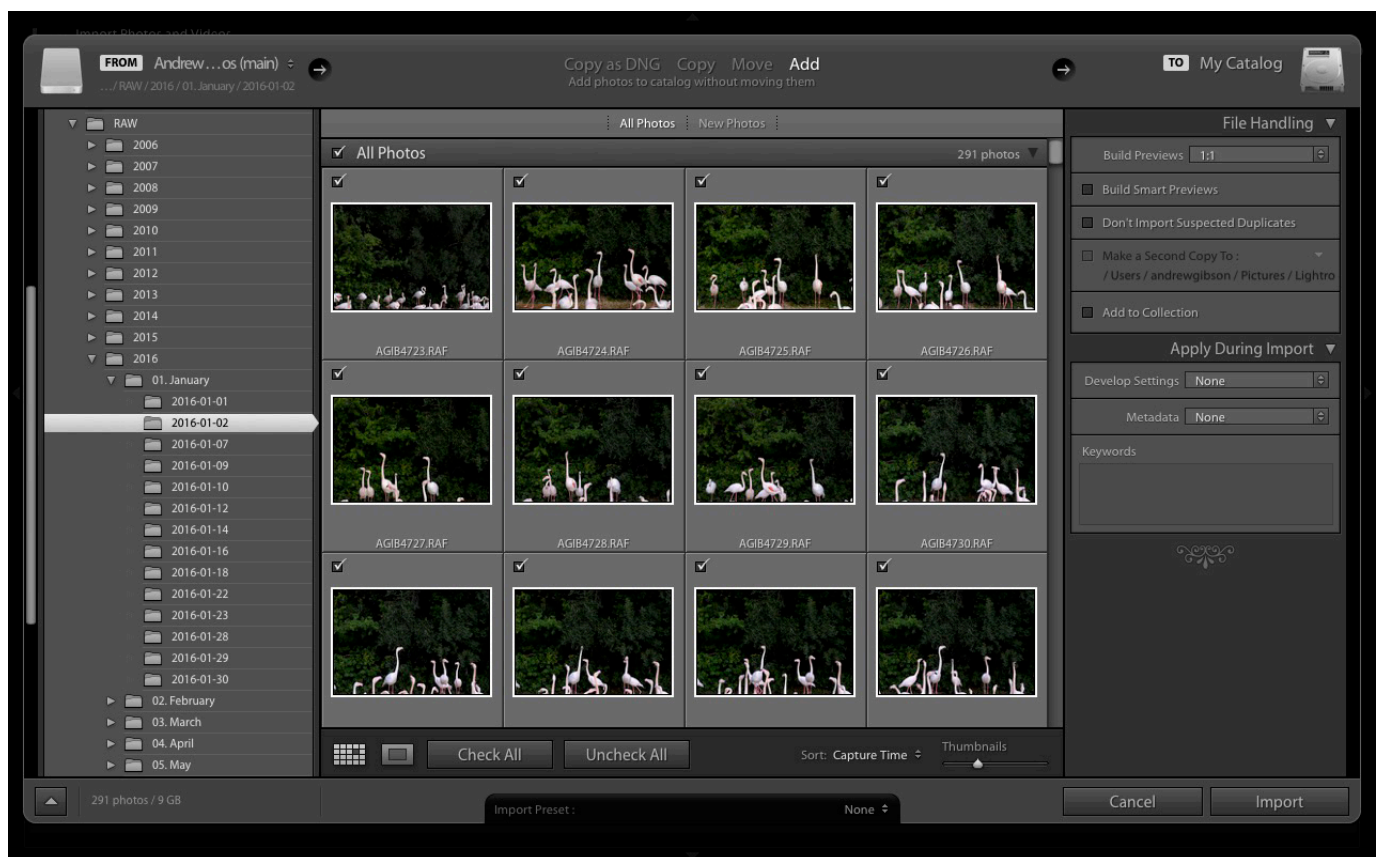 Import Photos and Videos
FROM Andrew…os (main)
…/ RAW / 2016 / 01. January / 2016-01-02
Copy as DNG Copy Move Add
Add photos to catalog without moving them
TO My Catalog
RAW
2006
2007
2008
2009
2010
2011
2012
2013
2014
2015
2016
01. January
2016-01-01
2016-01-02
2016-01-07
2016-01-09
2016-01-10
2016-01-12
2016-01-14
2016-01-16
2016-01-18
2016-01-22
2016-01-23
2016-01-28
2016-01-29
2016-01-30
02. February
03. March
04. April
05. May
All Photos New Photos
All Photos 291 photos
AGIB4723.RAF AGIB4724.RAF AGIB4725.RAF AGIB4726.RAF
AGIB4727.RAF AGIB4728.RAF AGIB4729.RAF AGIB4730.RAF
Check All Uncheck All Sort: Capture Time Thumbnails
File Handling
Build Previews 1:1
Build Smart Previews
Don't Import Suspected Duplicates
Make a Second Copy To :
/ Users / andrewgibson / Pictures / Lightro
Add to Collection
Apply During Import
Develop Settings None
Metadata None
Keywords
291 photos / 9 GB
Import Preset : None
Cancel Import